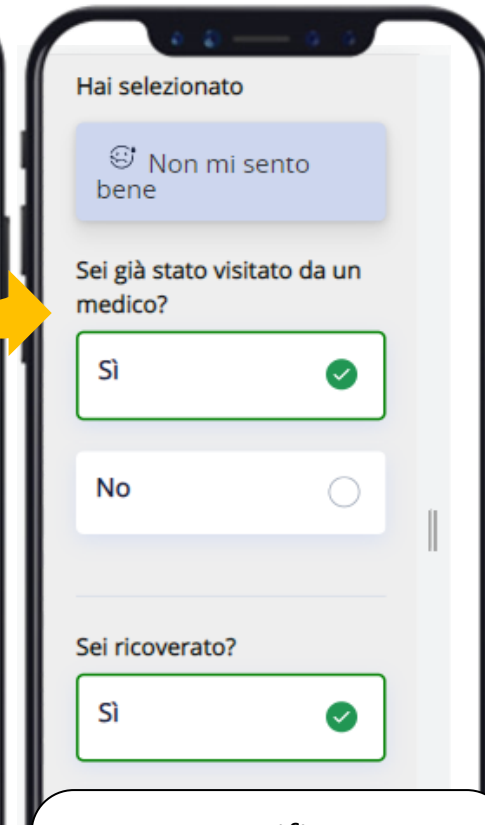 Hai selezionato
Non mi sento
bene
Sei già stato visitato da un
medico?
Sì
No
Sei ricoverato?
Sì